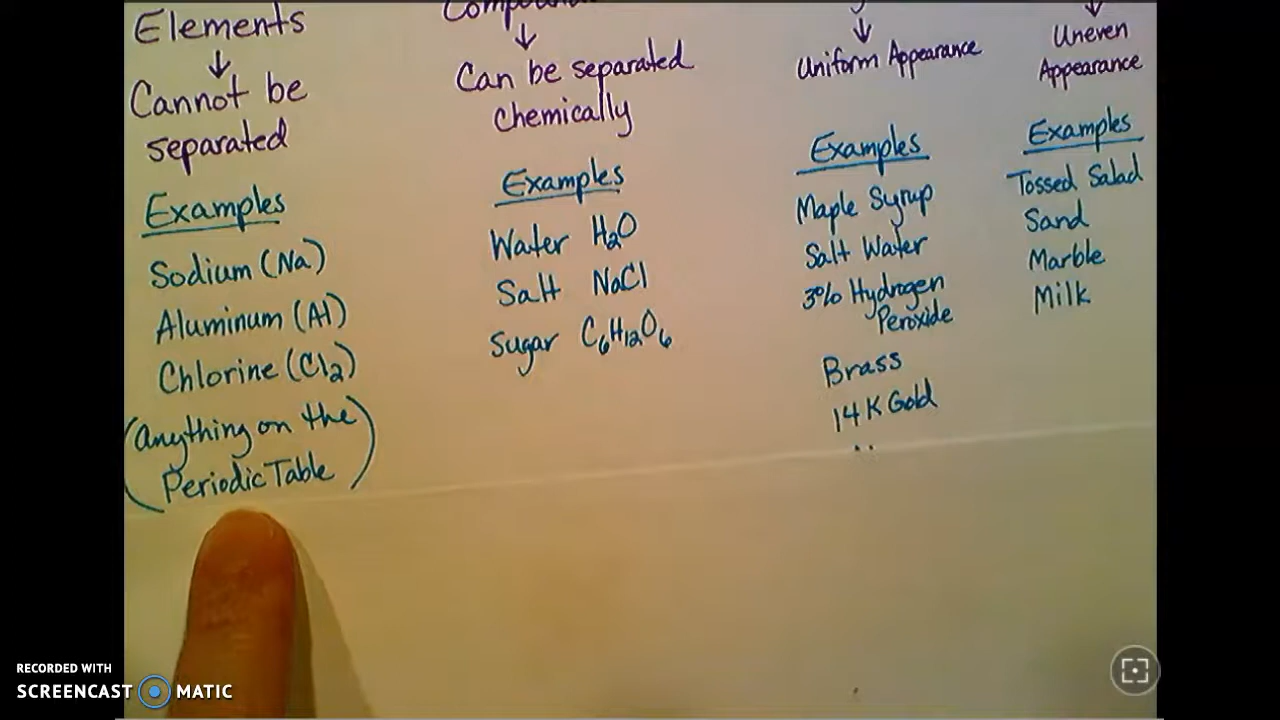 Elements
Cannot be
separated
Examples
Sodium (Na)
Aluminum (Al)
Chlorine (Cl2)
(Anything on the
Periodic Table)
Can be separated
chemically
Examples
Water H2O
Salt NaCl
Sugar C6H12O6
Uniform Appearance
Examples
Maple Syrup
Salt Water
3% Hydrogen
Peroxide
Brass
14K Gold
Uneven
Appearance
Examples
Tossed Salad
Sand
Marble
Milk
RECORDED WITH
SCREENCAST MATIC